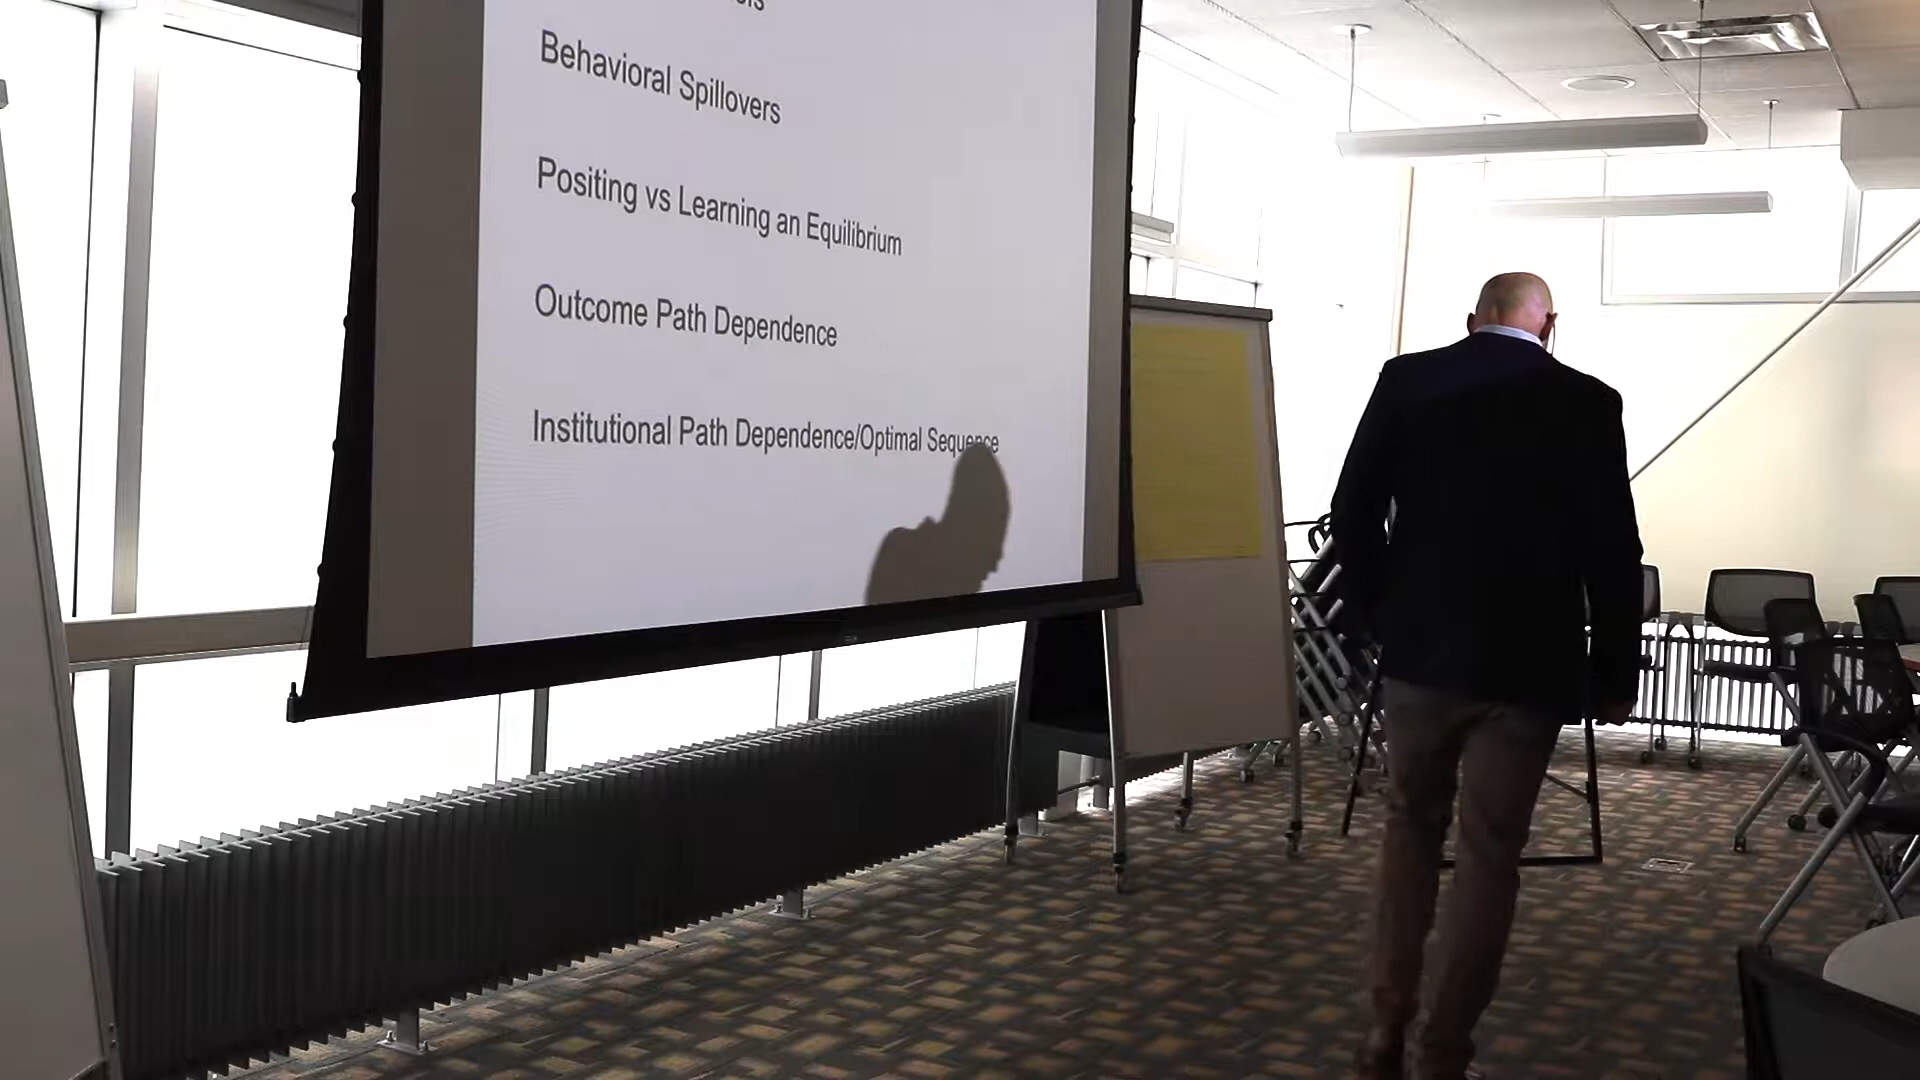 Behavioral Spillovers
Positing vs Learning an Equilibrium
Outcome Path Dependence
Institutional Path Dependence/Optimal Sequence